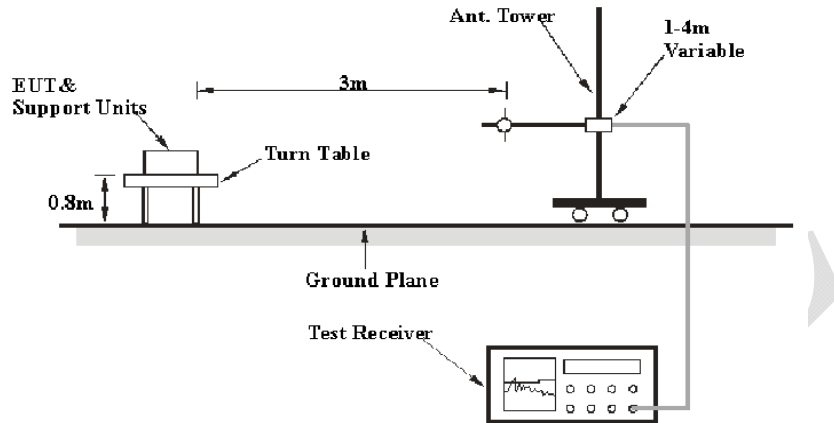 Ant. Tower
1-4m
Variable
EUT&
Support Units
3m
Turn Table
0.8m
Ground Plane
Test Receiver